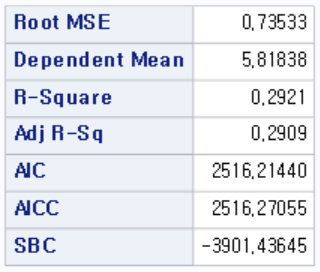 Root MSE 0,73533
Dependent Mean 5,81838
R-Square 0,2921
Adj R-Sq 0,2909
AIC 2516,21440
AICC 2516,27055
SBC -3901,43645